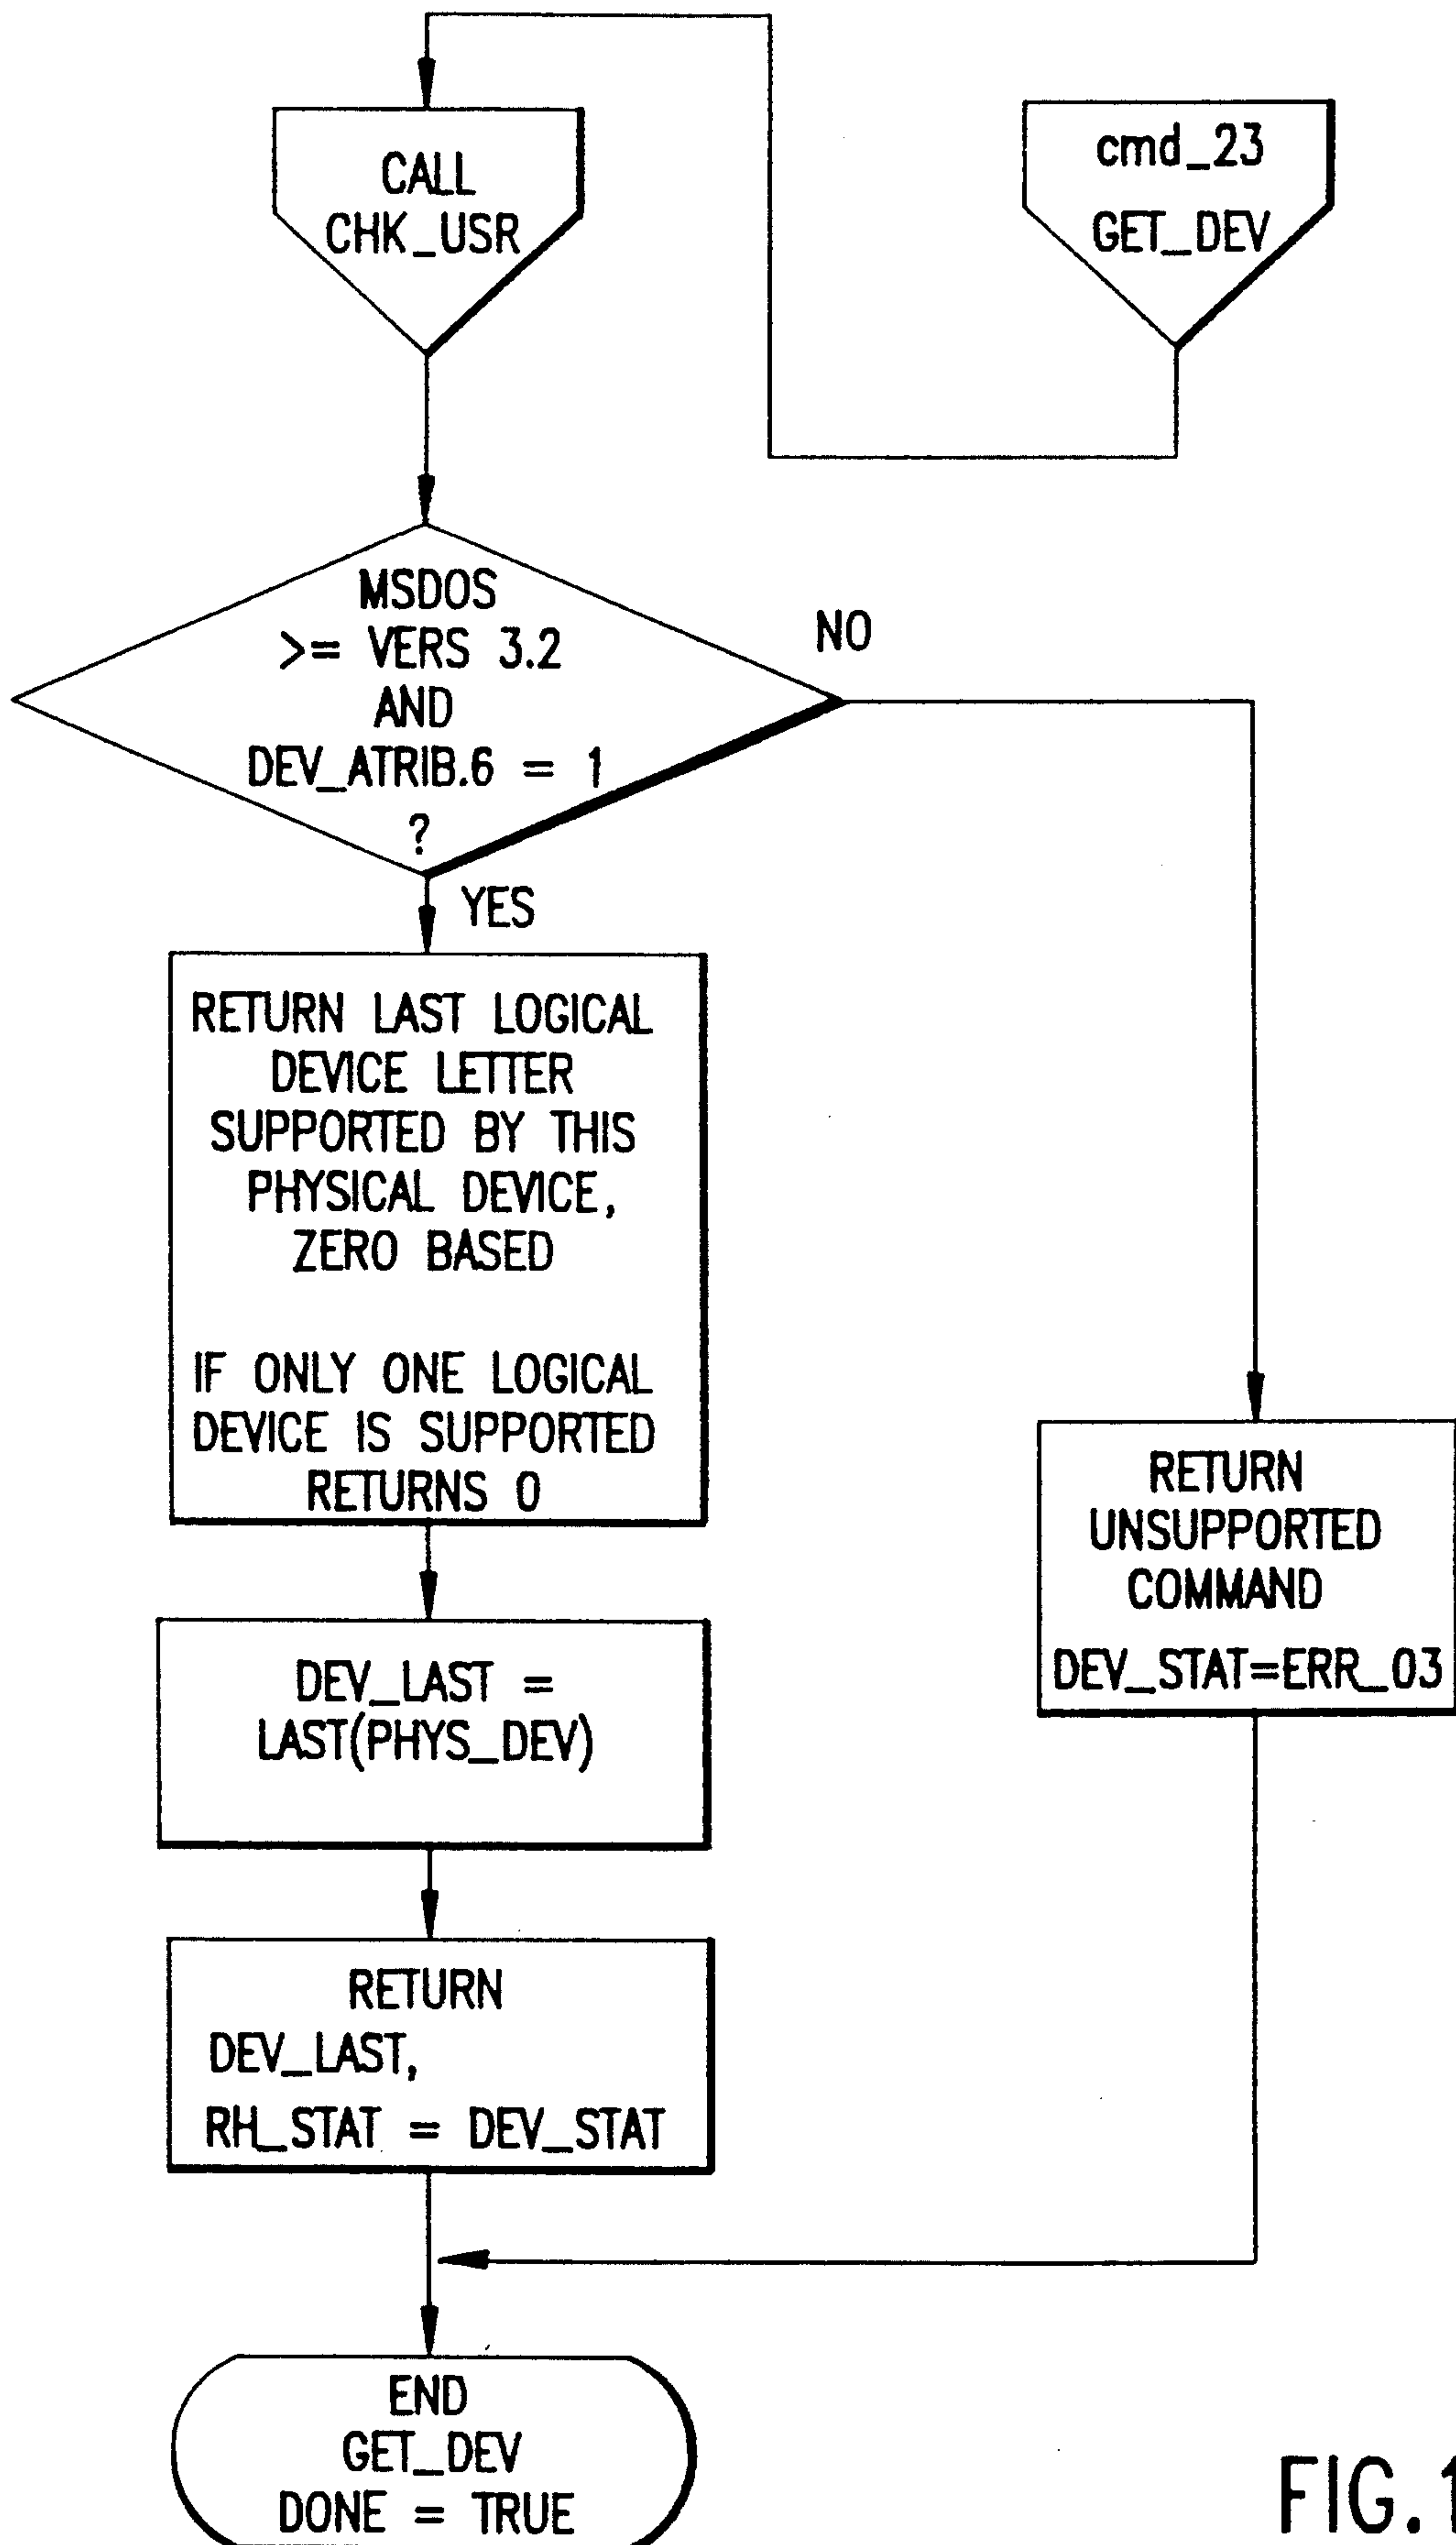 cmd_23
GET_DEV
CALL
CHK_USR
MSDOS
>= VERS 3.2
AND
DEV_ATRIB.6 = 1
?
NO
YES
RETURN LAST LOGICAL
DEVICE LETTER
SUPPORTED BY THIS
PHYSICAL DEVICE,
ZERO BASED
IF ONLY ONE LOGICAL
DEVICE IS SUPPORTED
RETURNS 0
RETURN
UNSUPPORTED
COMMAND
DEV_STAT=ERR_03
DEV_LAST =
LAST(PHYS_DEV)
RETURN
DEV_LAST,
RH_STAT = DEV_STAT
END
GET_DEV
DONE = TRUE
FIG.1